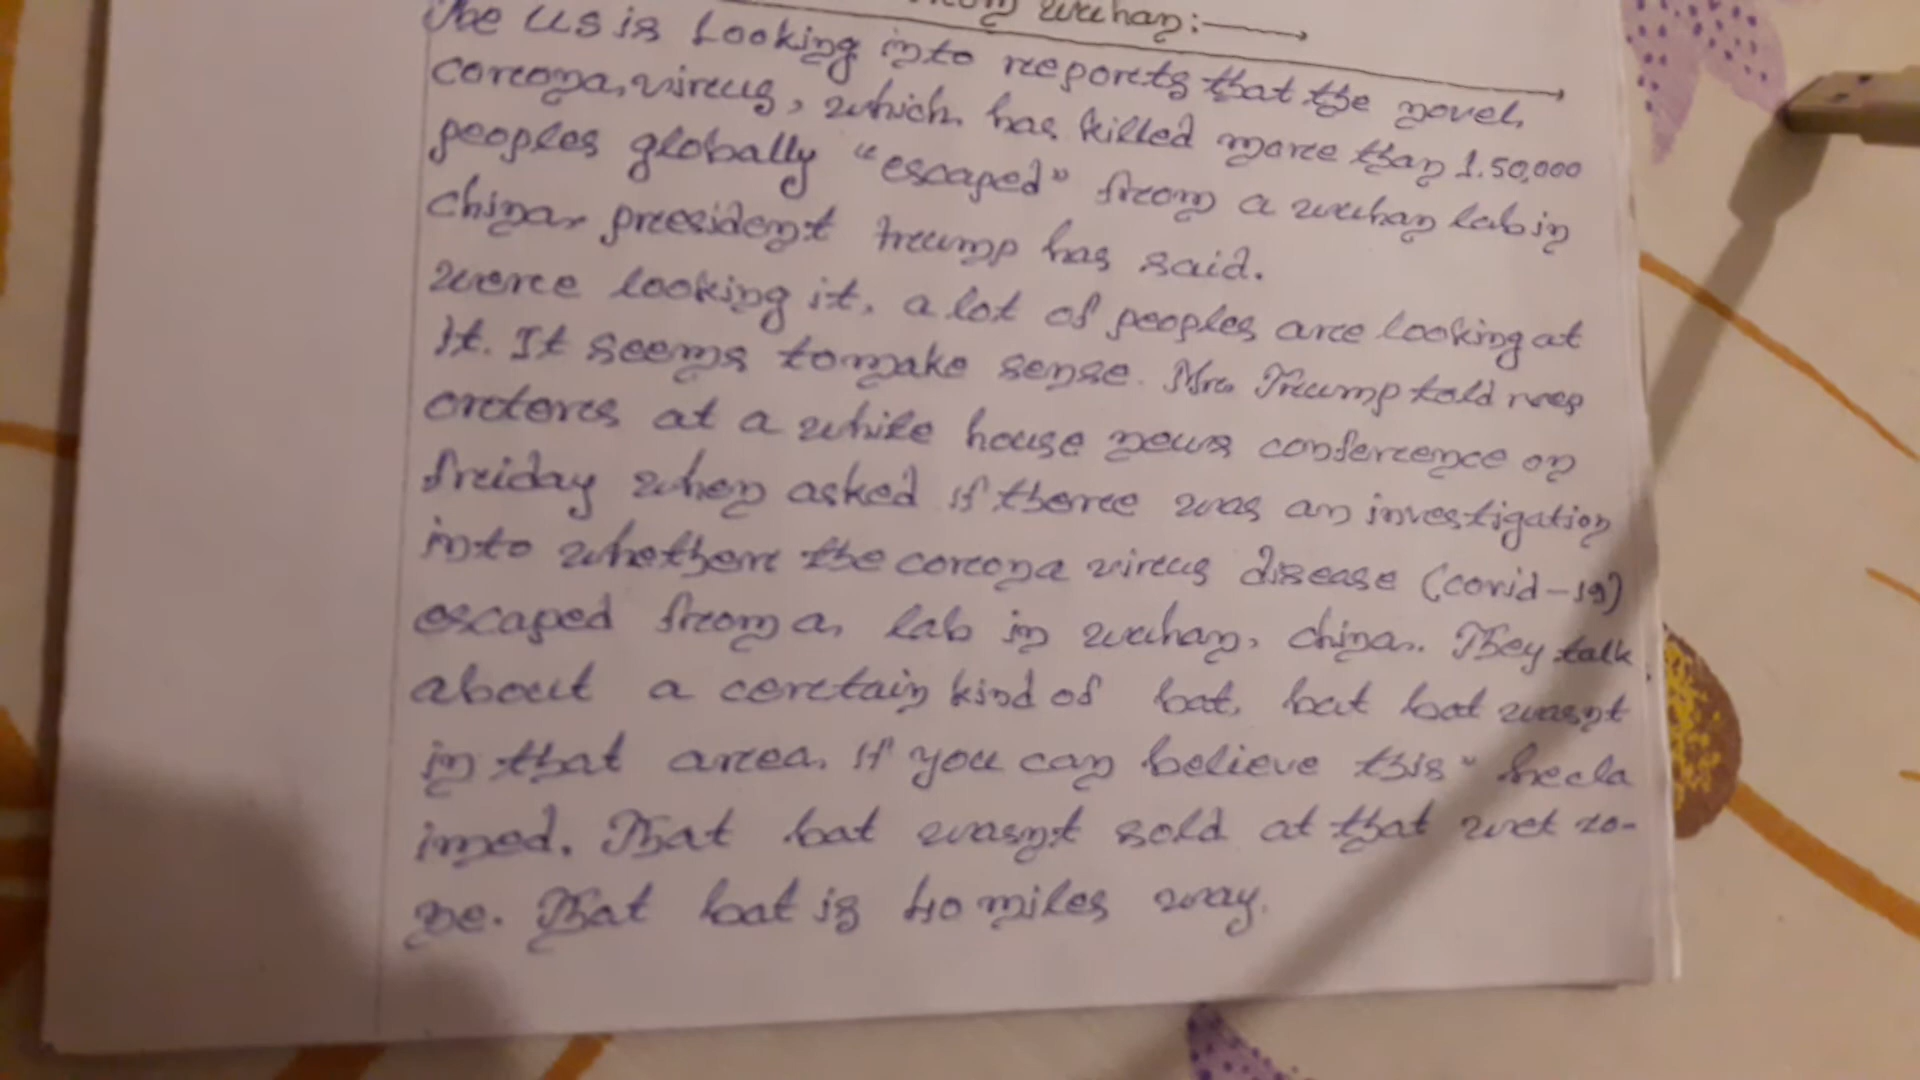 from wuhan:
The US is Looking into reports that the novel
corona virus, which has killed more than 1.50,000
peoples globally "escaped" from a wuhan lab in
china, president trump has said.
were looking it, a lot of peoples are looking at
It. It seems to make sense. Mr. Trump told rep
orters at a white house news conference on
friday when asked if there was an investigation
into whether the corona virus disease (covid-19)
escaped from a lab in wuhan, china. They talk
about a certain kind of bat, but bat wasnt
in that area. If you can believe this" hecla
imed. That bat wasnt sold at that wet zo-
ne. That bat is 40 miles way.